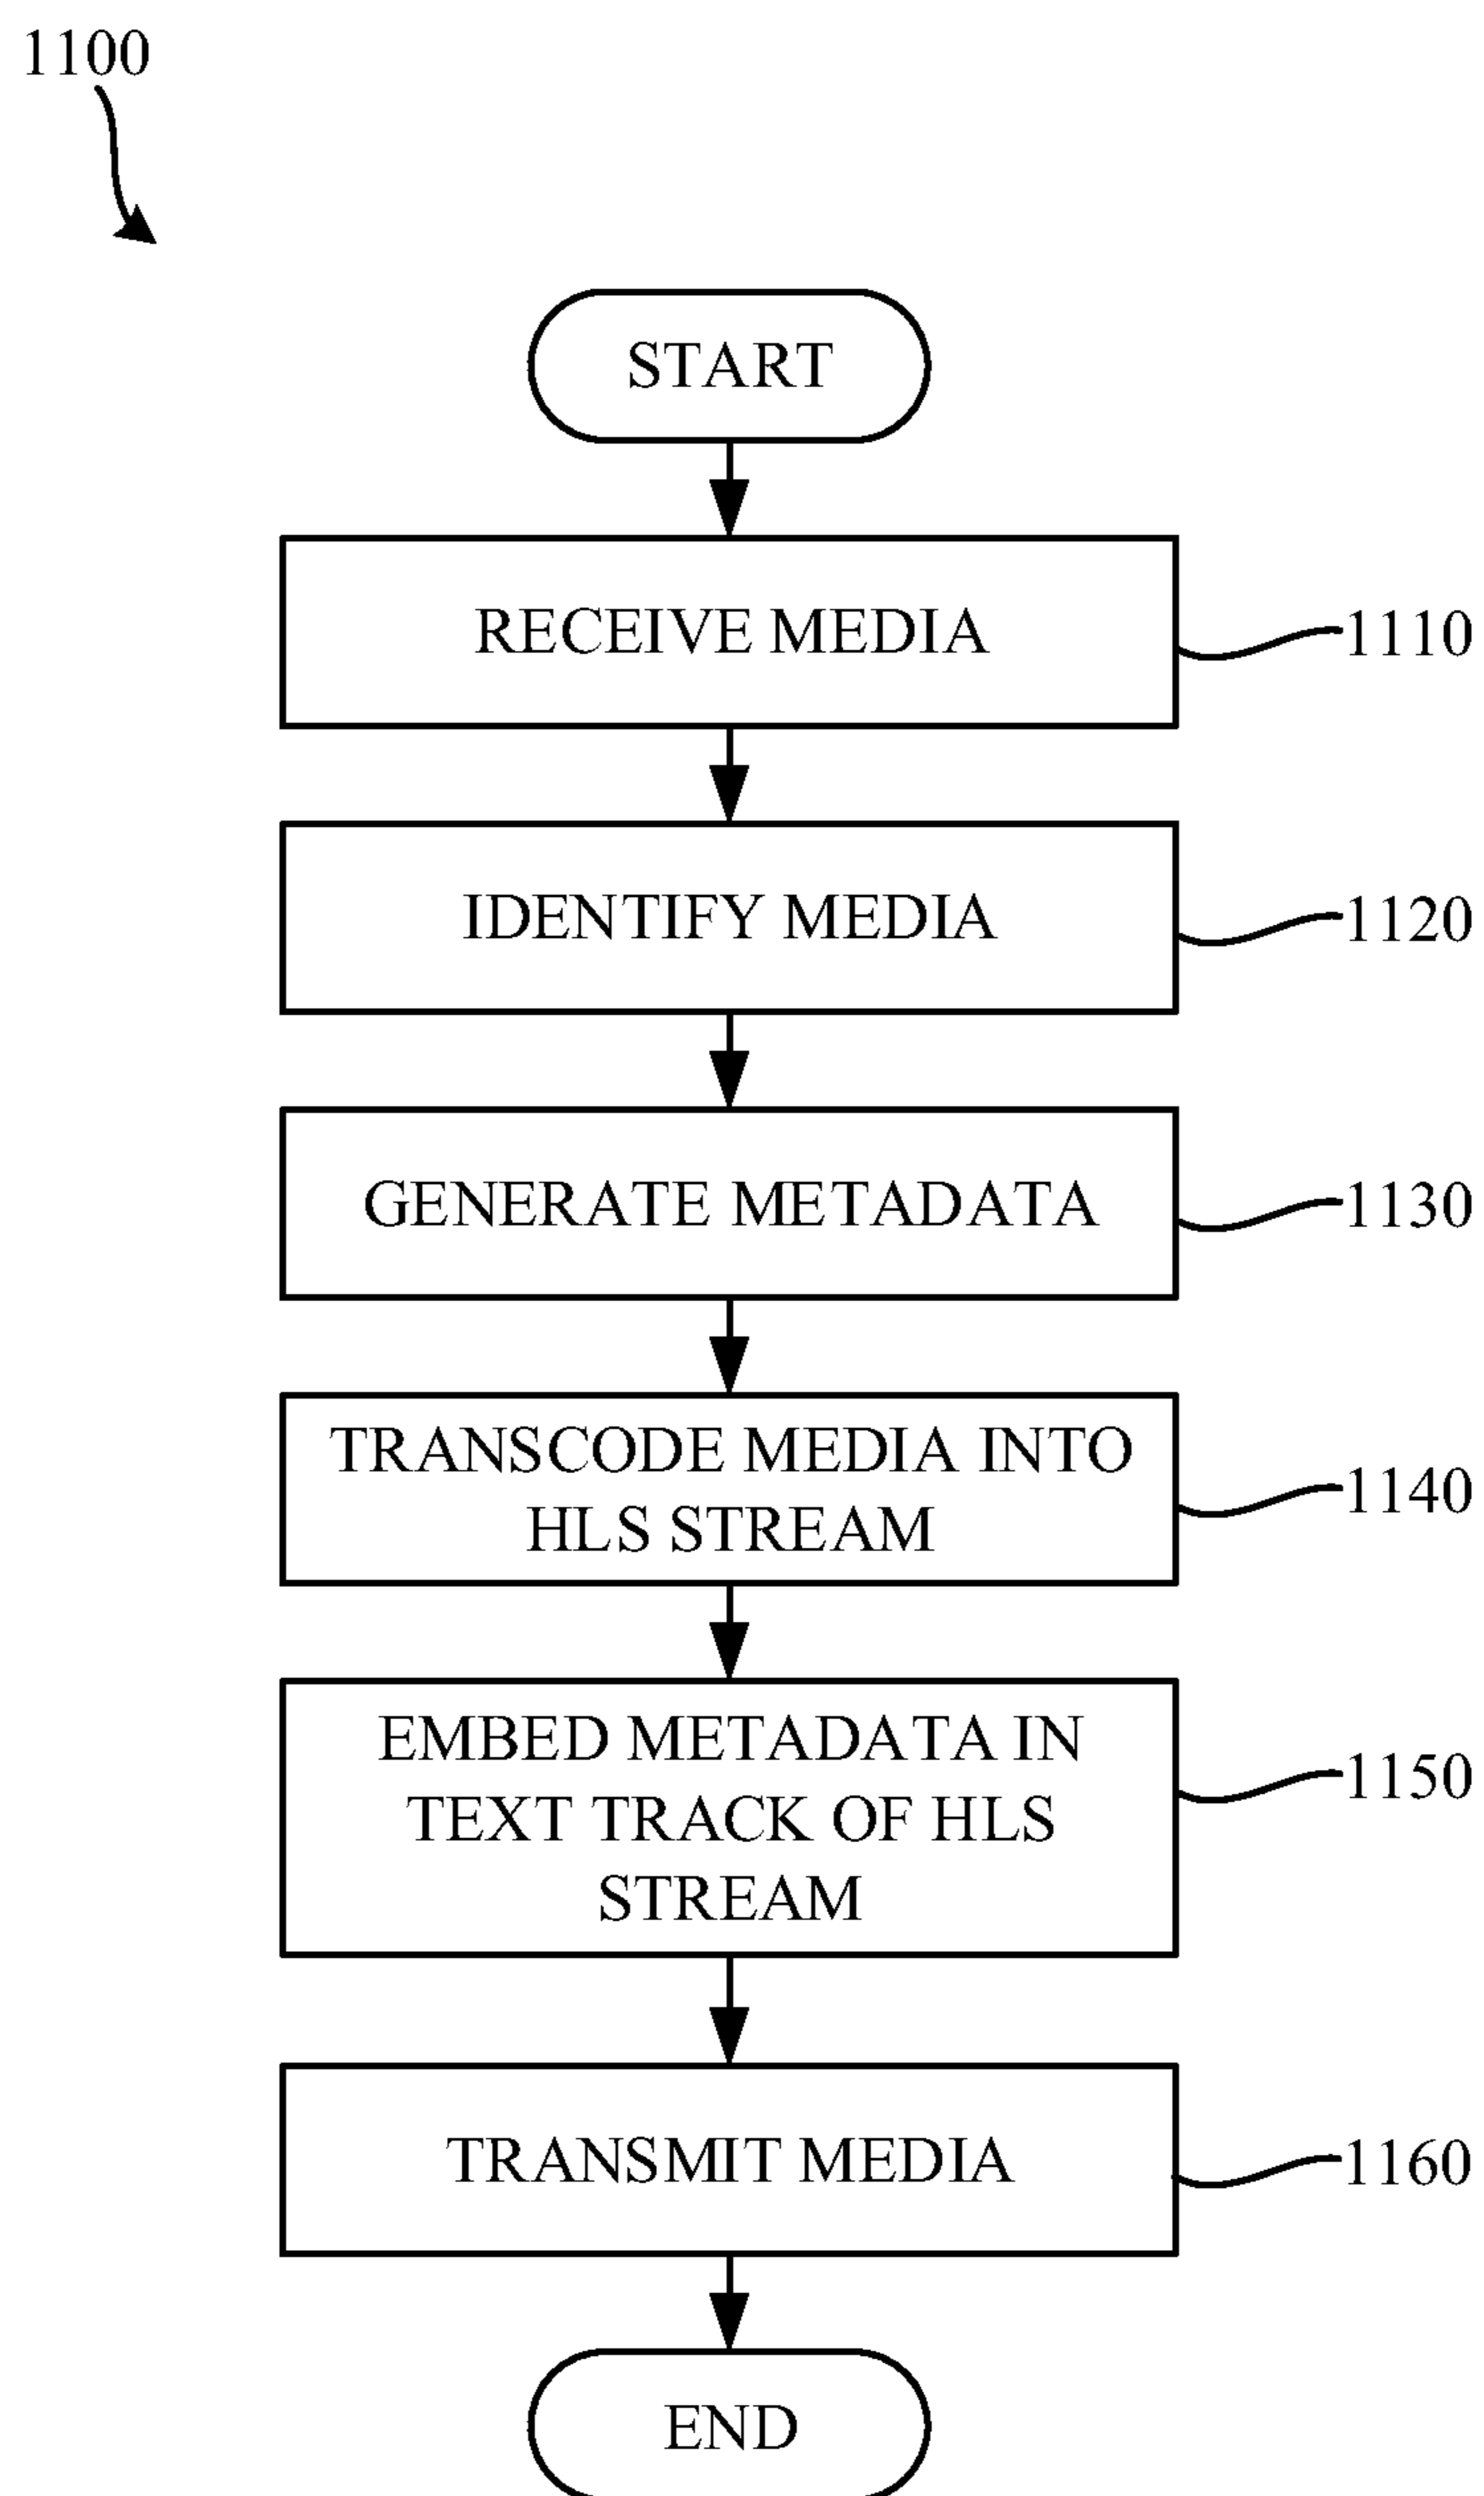 1100
START
RECEIVE MEDIA
1110
IDENTIFY MEDIA
1120
GENERATE METADATA
1130
TRANSCODE MEDIA INTO
HLS STREAM
1140
EMBED METADATA IN
TEXT TRACK OF HLS
STREAM
1150
TRANSMIT MEDIA
1160
END